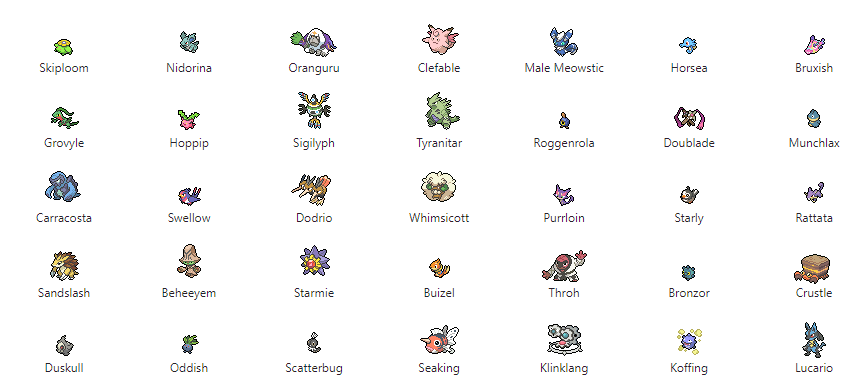 Skiploom Nidorina Oranguru Clefable Male Meowstic Horsea Bruxish
Grovyle Hoppip Sigilyph Tyranitar Roggenrola Doublade Munchlax
Carracosta Swellow Dodrio Whimsicott Purrloin Starly Rattata
Sandslash Beheeyem Starmie Buizel Throh Bronzor Crustle
Duskull Oddish Scatterbug Seaking Klinklang Koffing Lucario